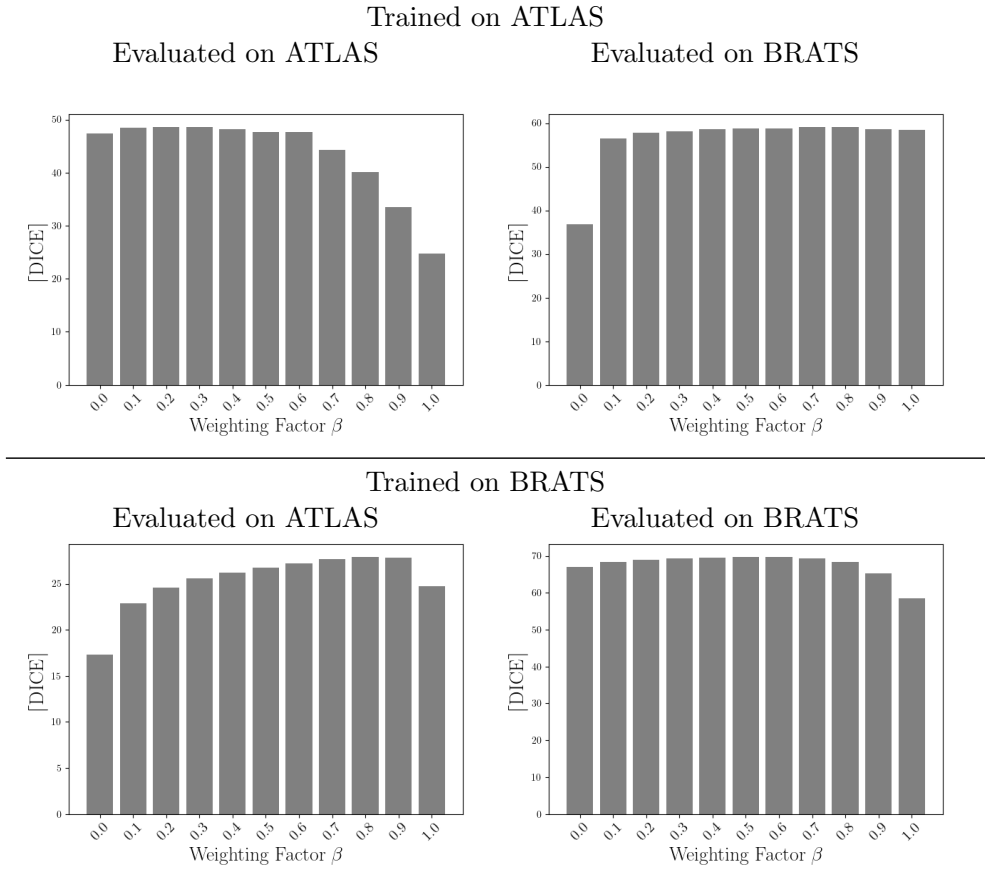 Trained on ATLAS
Evaluated on ATLAS
Evaluated on BRATS
50
40
30
20
10
0
⌈DICE⌉
0.0 0.1 0.2 0.3 0.4 0.5 0.6 0.7 0.8 0.9 1.0
Weighting Factor β
60
50
40
30
20
10
0
⌈DICE⌉
0.0 0.1 0.2 0.3 0.4 0.5 0.6 0.7 0.8 0.9 1.0
Weighting Factor β
Trained on BRATS
Evaluated on ATLAS
Evaluated on BRATS
25
20
15
10
5
0
⌈DICE⌉
0.0 0.1 0.2 0.3 0.4 0.5 0.6 0.7 0.8 0.9 1.0
Weighting Factor β
70
60
50
40
30
20
10
0
⌈DICE⌉
0.0 0.1 0.2 0.3 0.4 0.5 0.6 0.7 0.8 0.9 1.0
Weighting Factor β